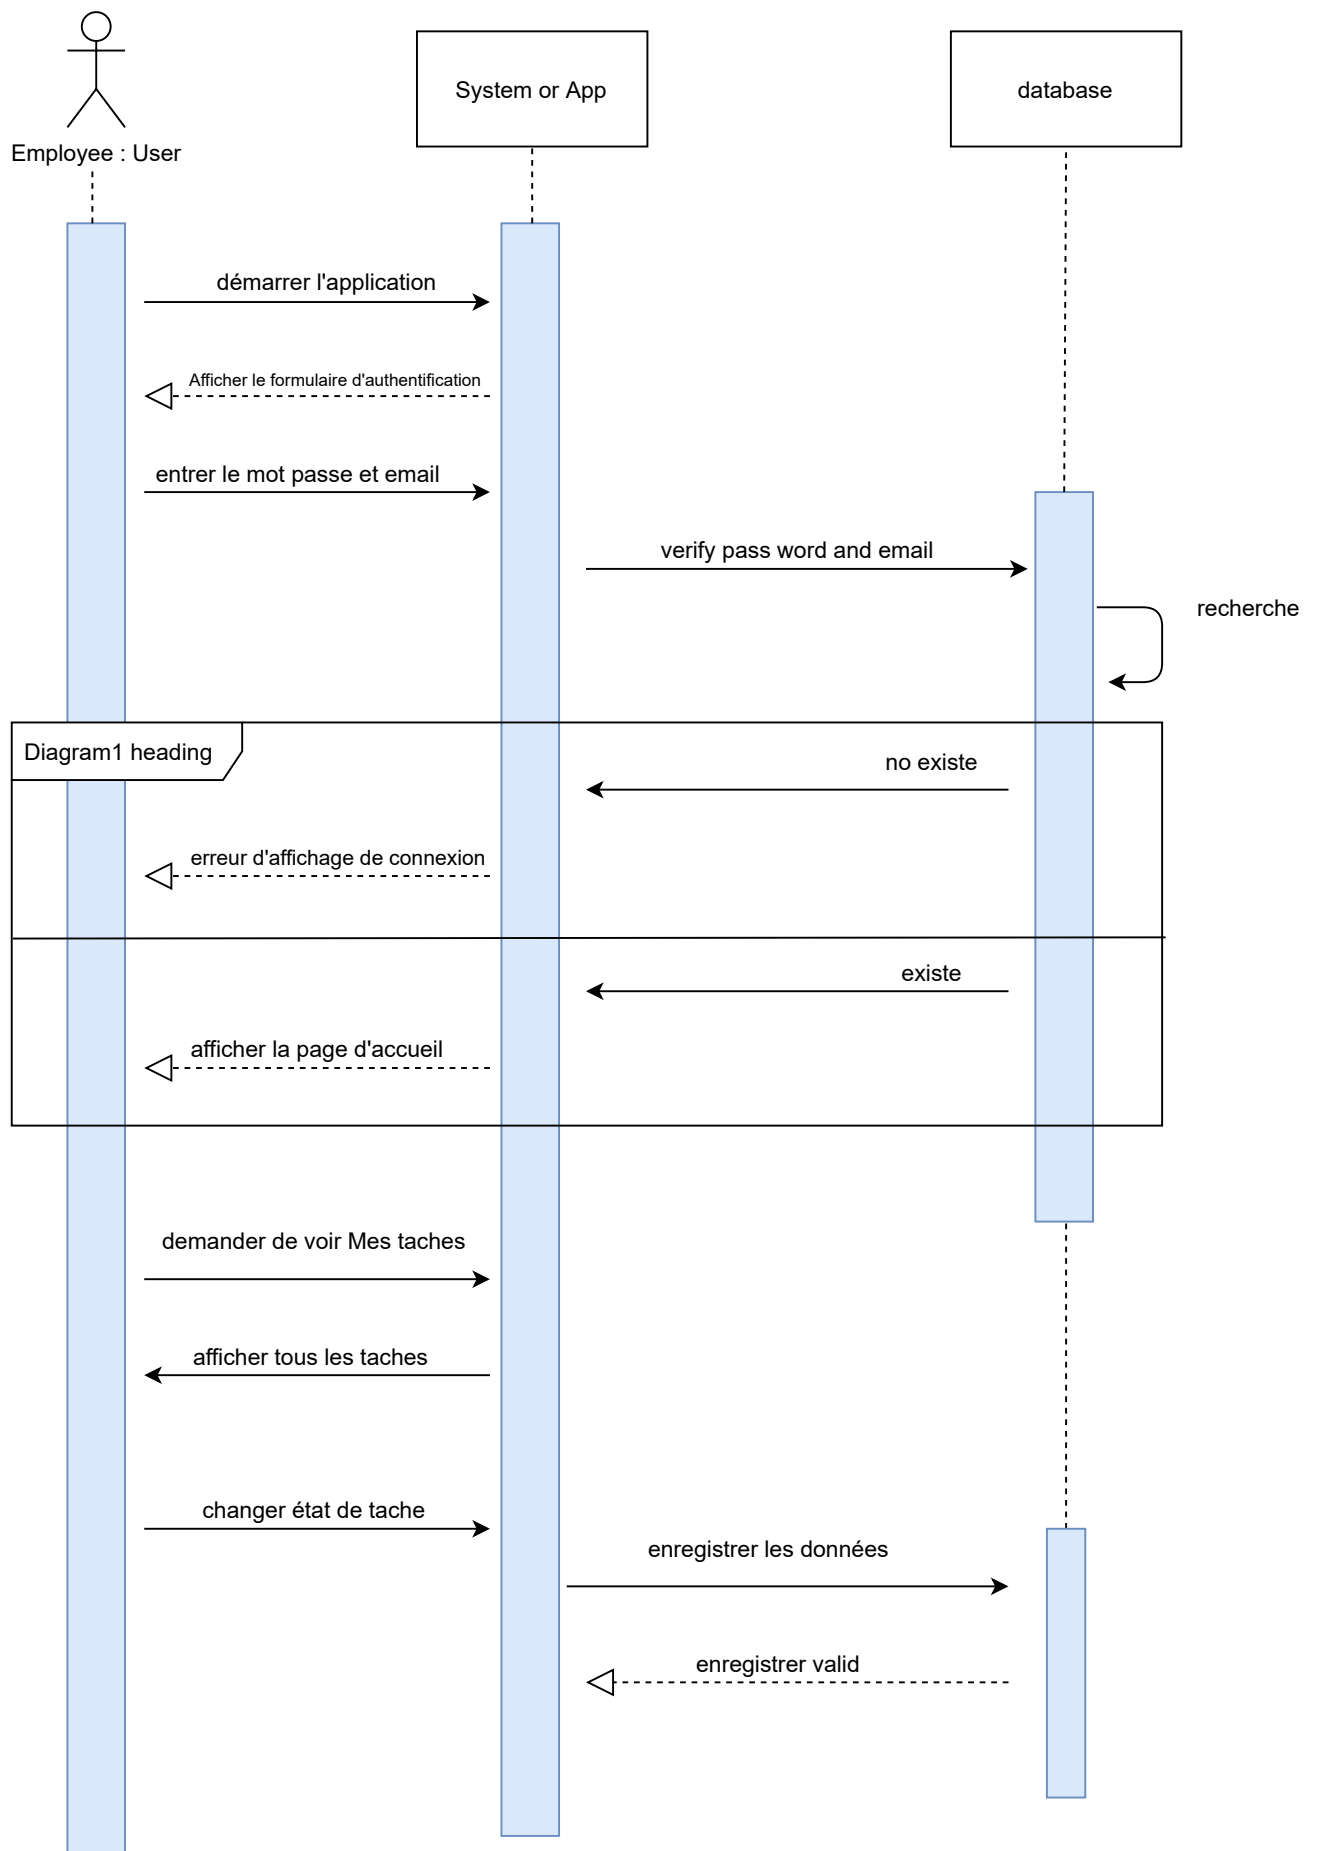 Employee : User
System or App
database
démarrer l'application
Afficher le formulaire d'authentification
entrer le mot passe et email
verify pass word and email
recherche
Diagram1 heading
no existe
erreur d'affichage de connexion
existe
afficher la page d'accueil
demander de voir Mes taches
afficher tous les taches
changer état de tache
enregistrer les données
enregistrer valid